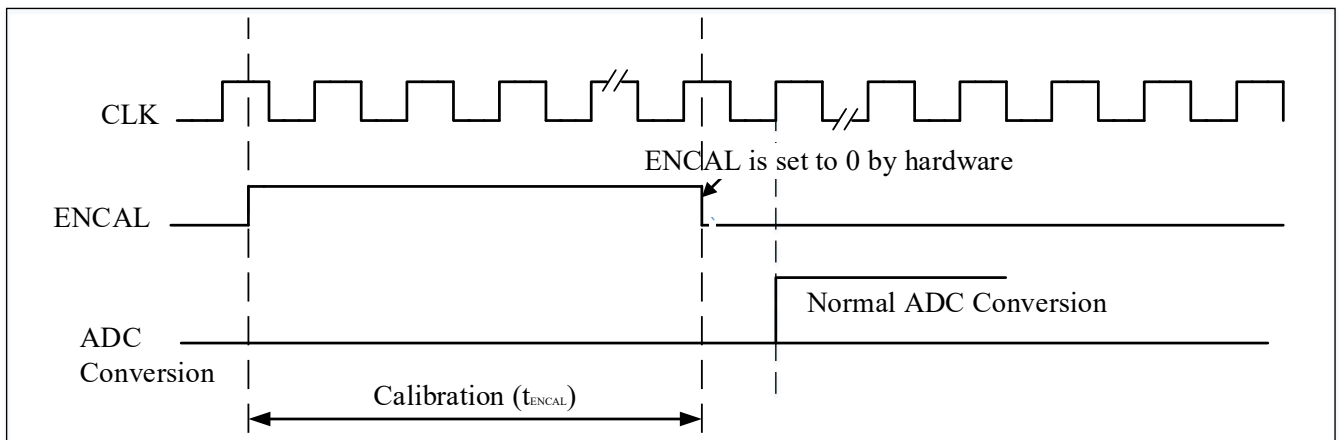 CLK
ENCAL is set to 0 by hardware
ENCAL
Normal ADC Conversion
ADC
Conversion
Calibration (tENCAL)